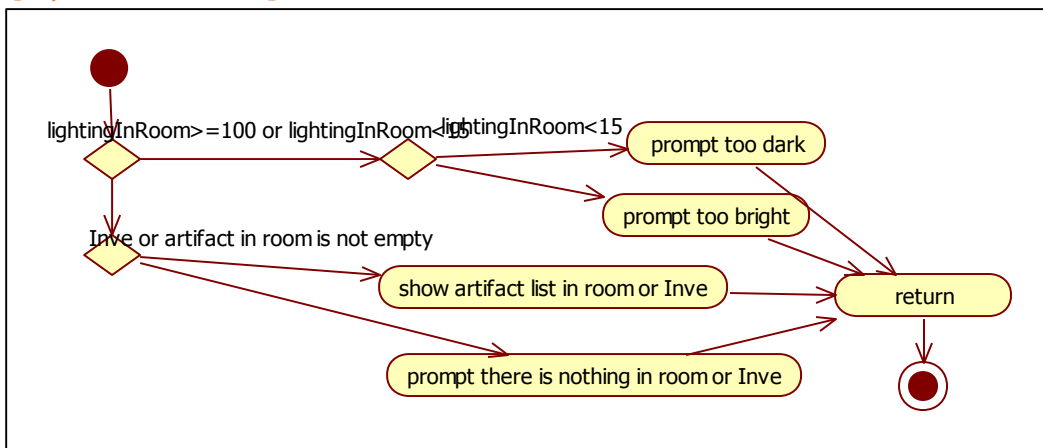 lightingInRoom>=100 or lightingInRoom<15
lightingInRoom<15
prompt too dark
prompt too bright
Inve or artifact in room is not empty
show artifact list in room or Inve
return
prompt there is nothing in room or Inve